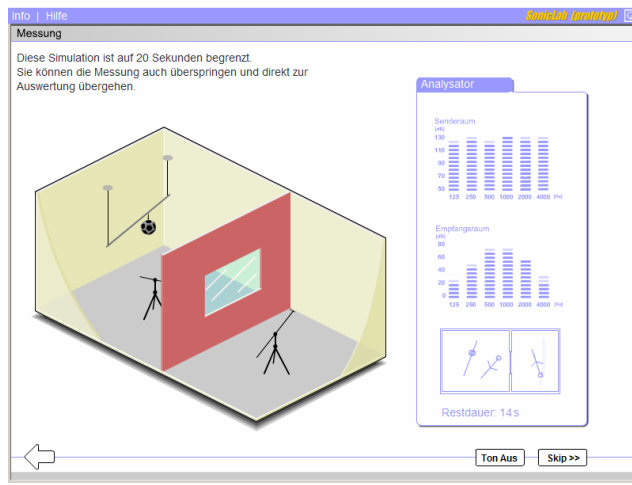 Info | Hilfe
SonicLab (prototyp)
Messung
Diese Simulation ist auf 20 Sekunden begrenzt.
Sie können die Messung auch überspringen und direkt zur
Auswertung übergehen.
Analysator
Senderaum
[dB]
130
110
90
70
50
125 250 500 1000 2000 4000 [Hz]
Empfangsraum
[dB]
80
60
40
20
0
125 250 500 1000 2000 4000 [Hz]
Restdauer: 14s
Ton Aus
Skip >>